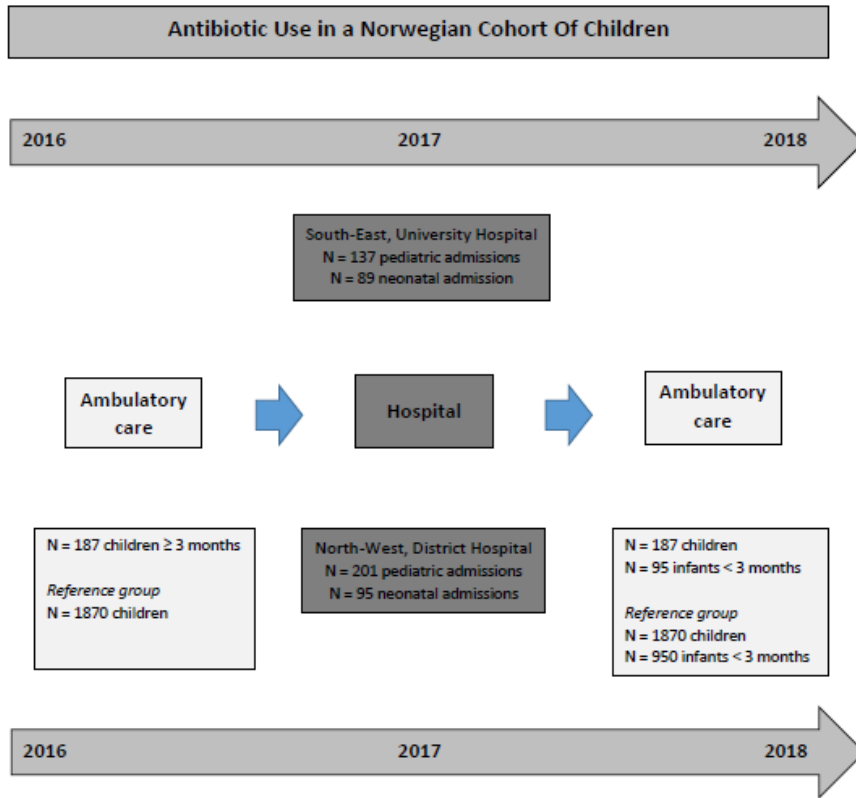 Antibiotic Use in a Norwegian Cohort Of Children
2016 2017 2018
South-East, University Hospital
N = 137 pediatric admissions
N = 89 neonatal admission
Ambulatory
care
Hospital
Ambulatory
care
N = 187 children ≥ 3 months
Reference group
N = 1870 children
North-West, District Hospital
N = 201 pediatric admissions
N = 95 neonatal admissions
N = 187 children
N = 95 infants < 3 months
Reference group
N = 1870 children
N = 950 infants < 3 months
2016 2017 2018